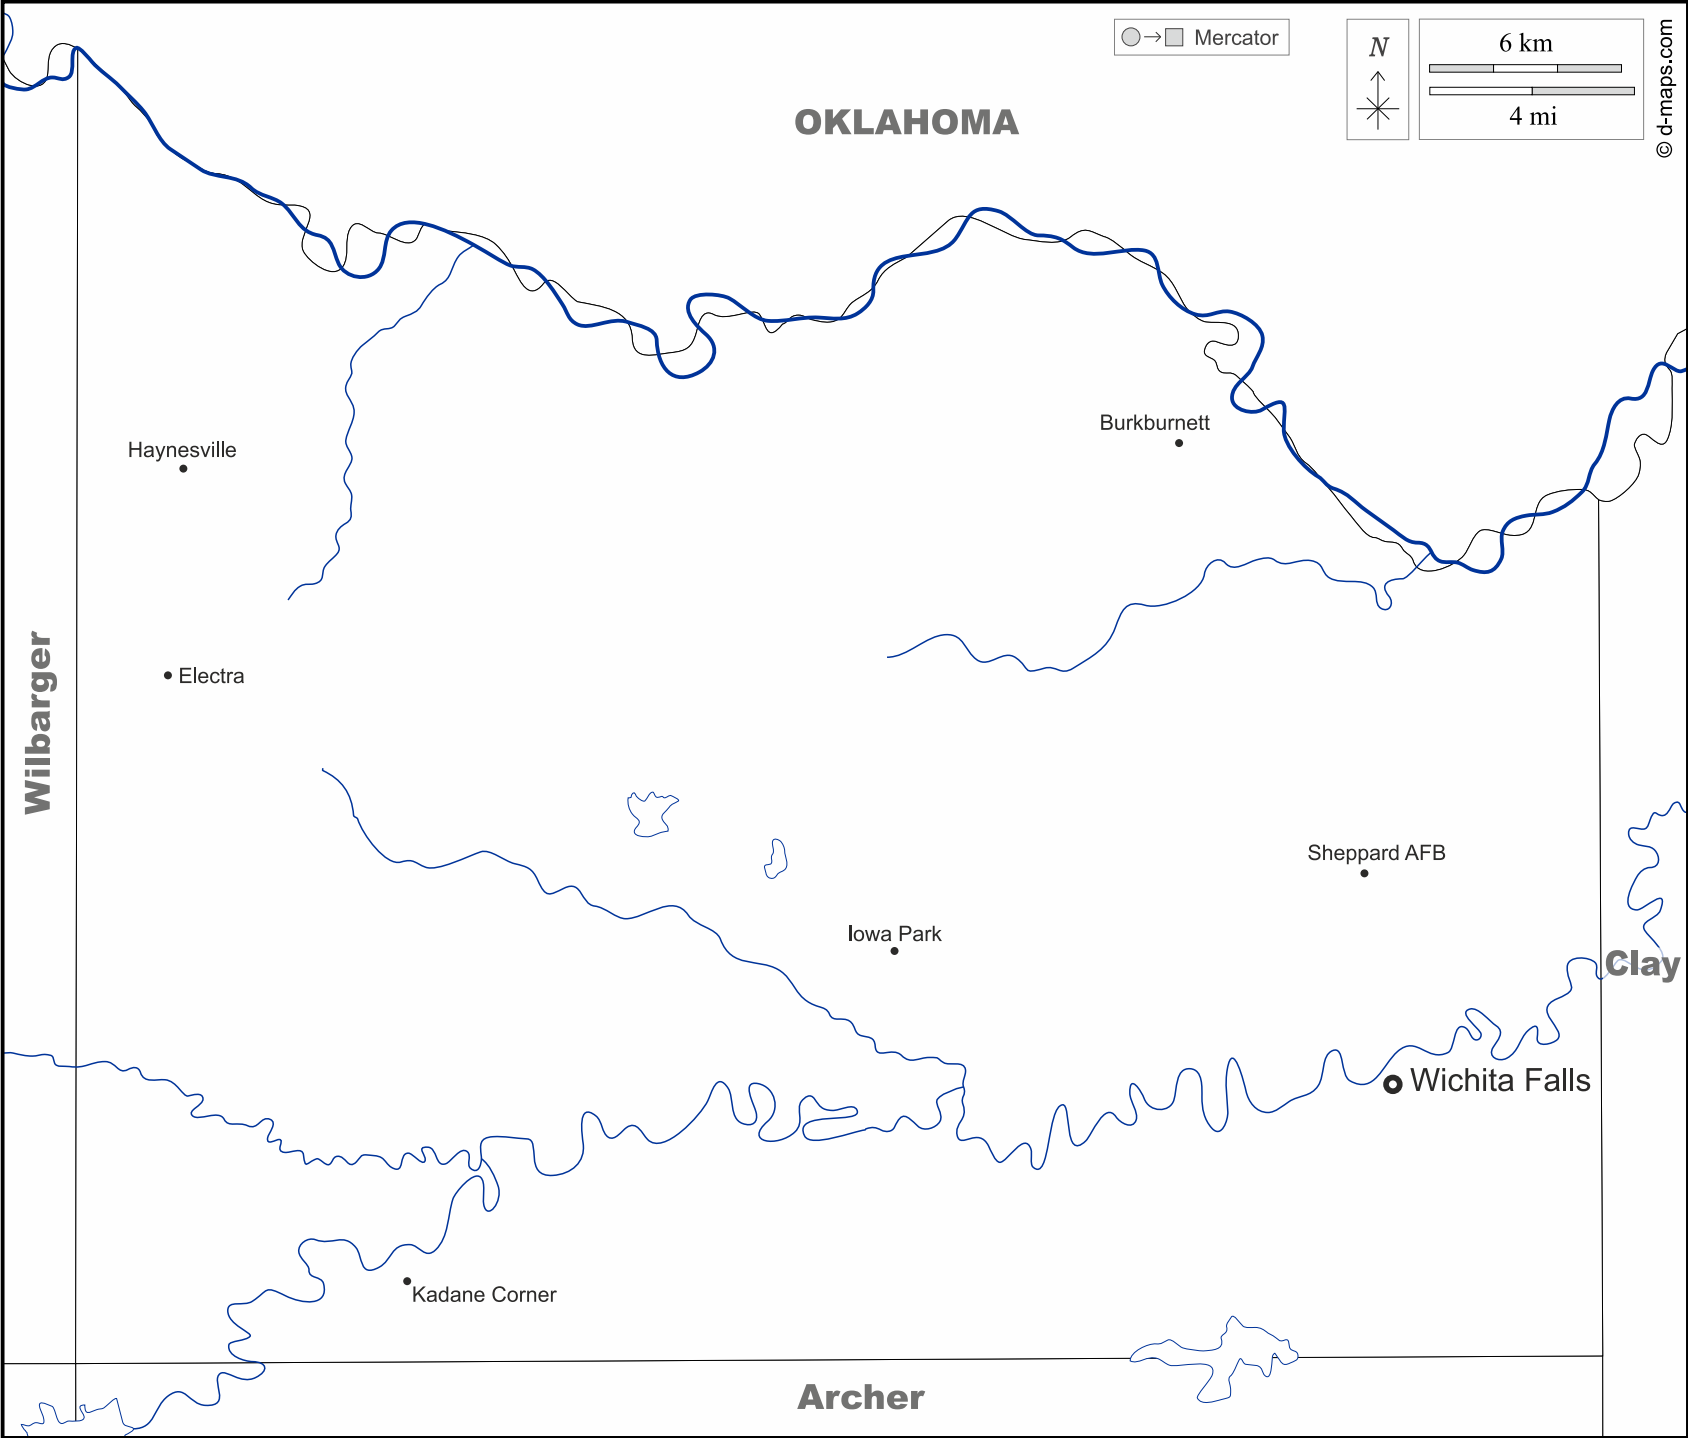 Mercator
N
6 km
4 mi
© d-maps.com
OKLAHOMA
Burkburnett
Haynesville
Wilbarger
Electra
Sheppard AFB
Iowa Park
Clay
Wichita Falls
Kadane Corner
Archer